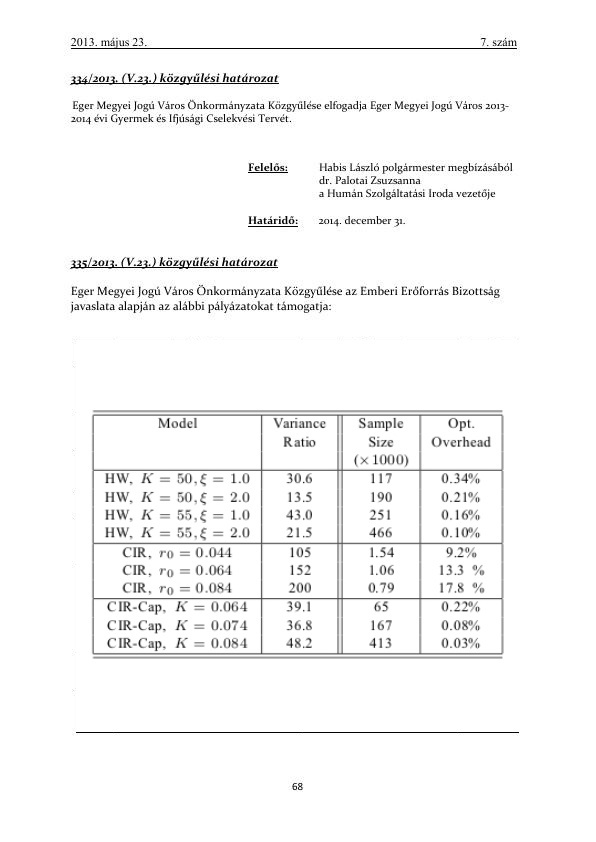 2013. május 23. 7. szám
334/2013. (V.23.) közgyűlési határozat
Eger Megyei Jogú Város Önkormányzata Közgyűlése elfogadja Eger Megyei Jogú Város 2013-
2014 évi Gyermek és Ifjúsági Cselekvési Tervét.
Felelős: Habis László polgármester megbízásából
dr. Palotai Zsuzsanna
a Humán Szolgáltatási Iroda vezetője
Határidő: 2014. december 31.
335/2013. (V.23.) közgyűlési határozat
Eger Megyei Jogú Város Önkormányzata Közgyűlése az Emberi Erőforrás Bizottság
javaslata alapján az alábbi pályázatokat támogatja:
Model Variance Sample Opt.
Ratio Size Overhead
(×1000)
HW, K = 50, ξ = 1.0 30.6 117 0.34%
HW, K = 50, ξ = 2.0 13.5 190 0.21%
HW, K = 55, ξ = 1.0 43.0 251 0.16%
HW, K = 55, ξ = 2.0 21.5 466 0.10%
CIR, r0 = 0.044 105 1.54 9.2%
CIR, r0 = 0.064 152 1.06 13.3 %
CIR, r0 = 0.084 200 0.79 17.8 %
CIR-Cap, K = 0.064 39.1 65 0.22%
CIR-Cap, K = 0.074 36.8 167 0.08%
CIR-Cap, K = 0.084 48.2 413 0.03%
68